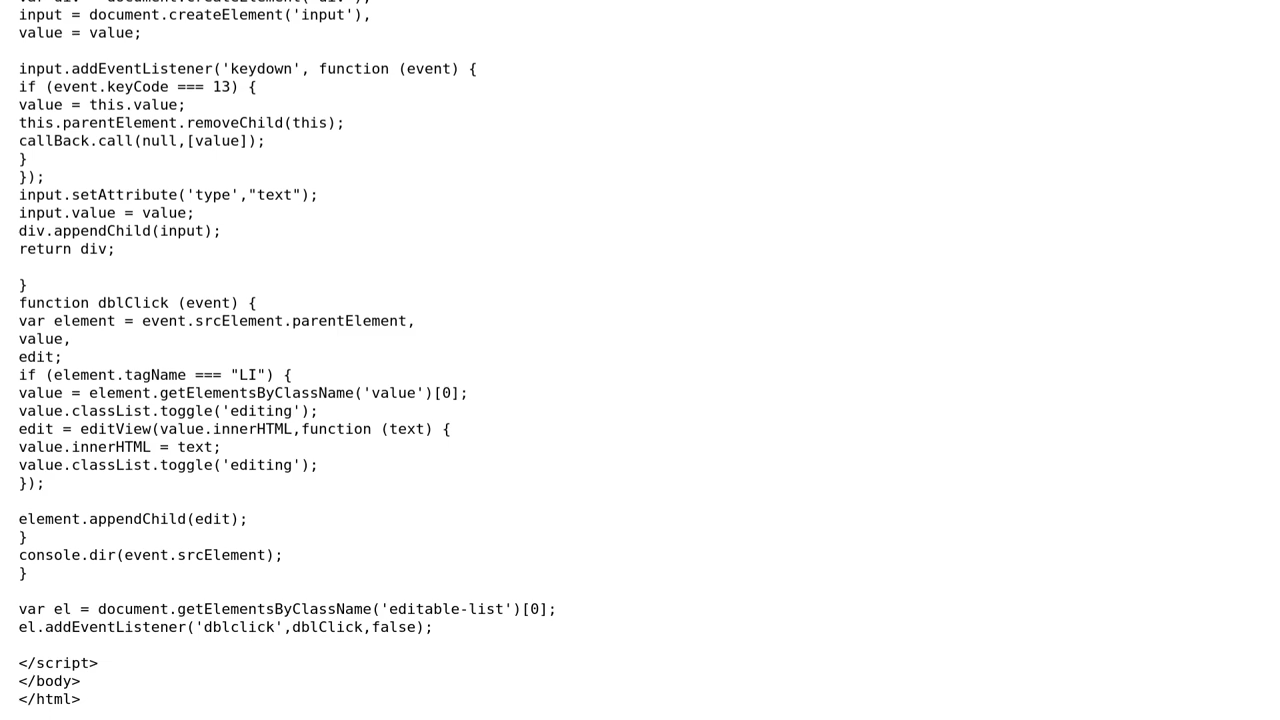 input = document.createElement('input'),
value = value;

input.addEventListener('keydown', function (event) {
if (event.keyCode === 13) {
value = this.value;
this.parentElement.removeChild(this);
callBack.call(null,[value]);
}
});
input.setAttribute('type',"text");
input.value = value;
div.appendChild(input);
return div;

}
function dblClick (event) {
var element = event.srcElement.parentElement,
value,
edit;
if (element.tagName === "LI") {
value = element.getElementsByClassName('value')[0];
value.classList.toggle('editing');
edit = editView(value.innerHTML,function (text) {
value.innerHTML = text;
value.classList.toggle('editing');
});

element.appendChild(edit);
}
console.dir(event.srcElement);
}

var el = document.getElementsByClassName('editable-list')[0];
el.addEventListener('dblclick',dblClick,false);

</script>
</body>
</html>